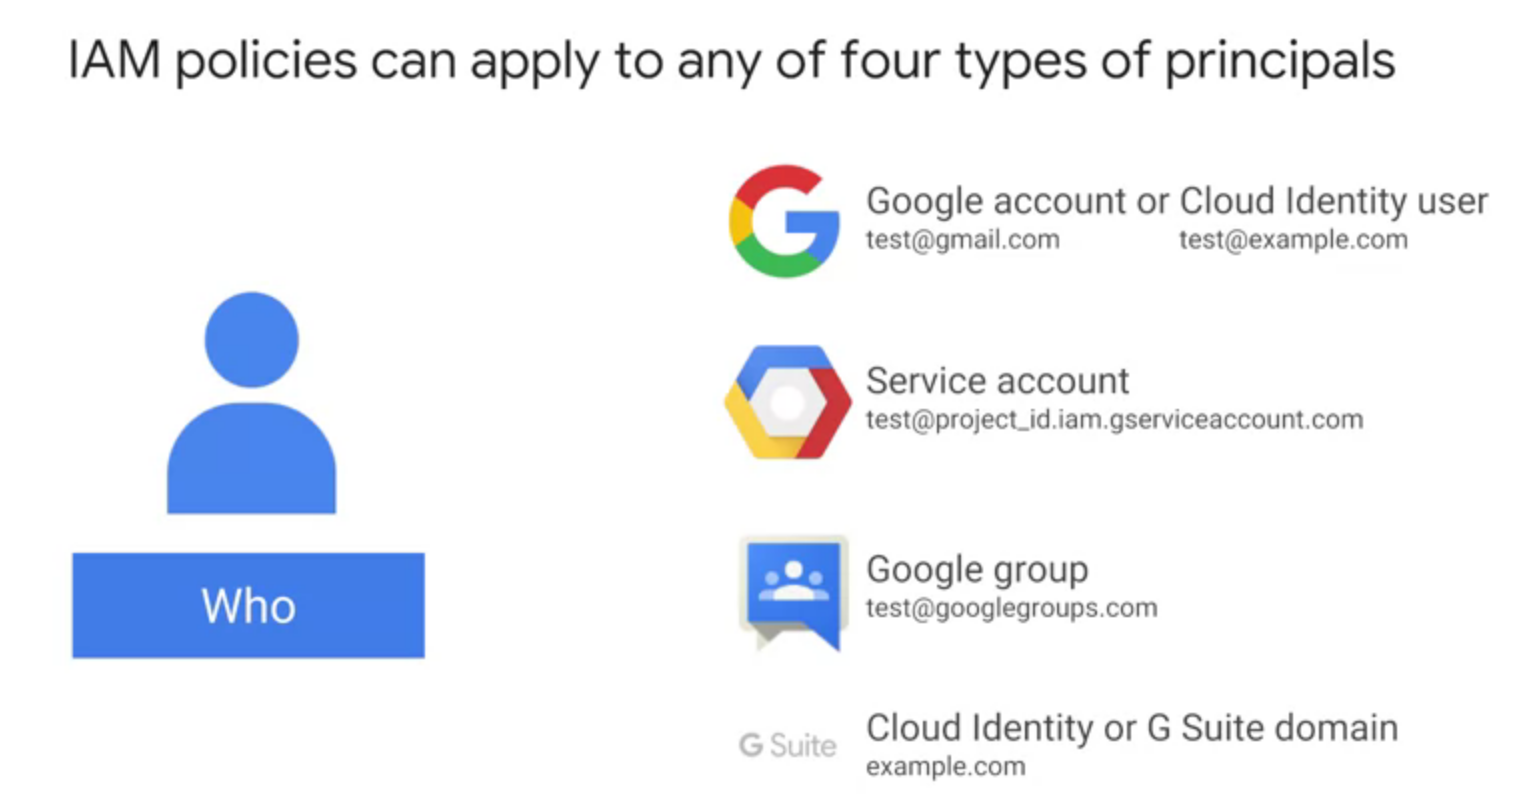 IAM policies can apply to any of four types of principals
Google account or Cloud Identity user
test@gmail.com test@example.com
Service account
test@project_id.iam.gserviceaccount.com
Who
Google group
test@googlegroups.com
G Suite
Cloud Identity or G Suite domain
example.com